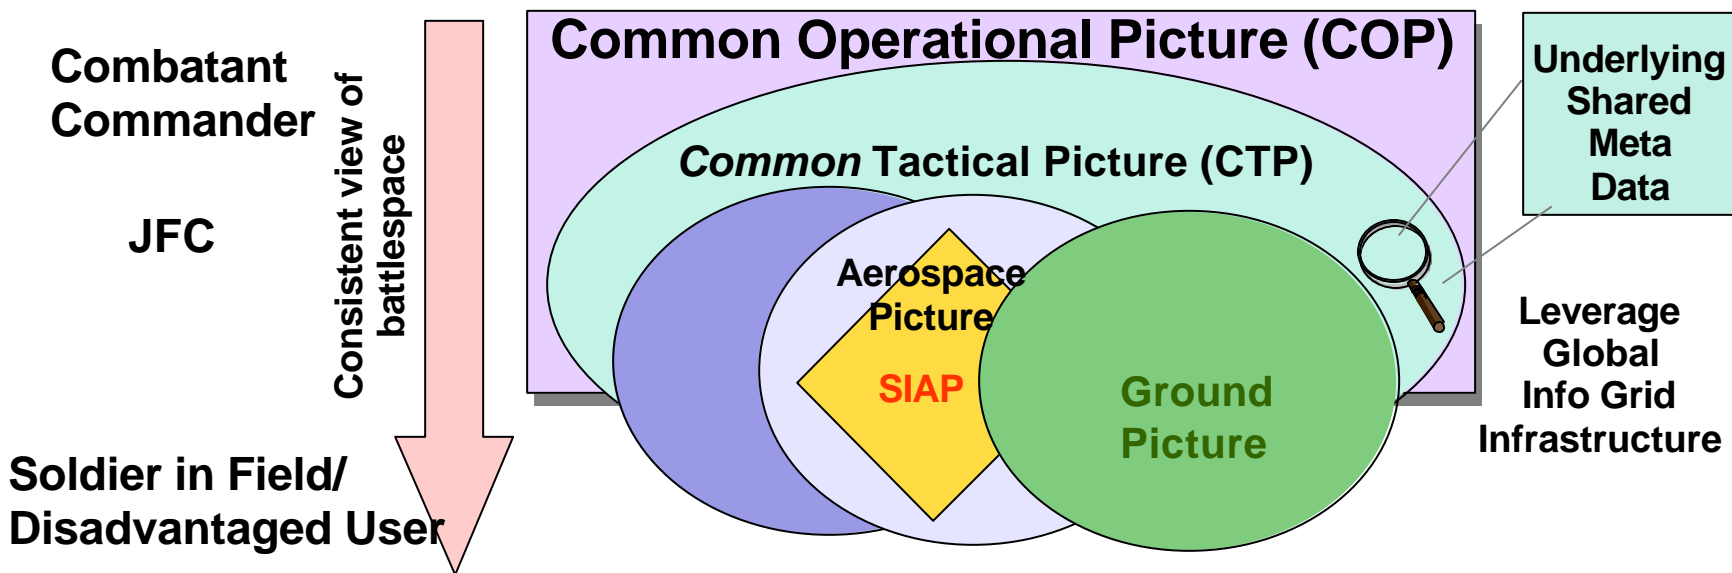 Common Operational Picture (COP)
Combatant
Commander
JFC
Soldier in Field/
Disadvantaged User
Consistent view of
battlespace
Common Tactical Picture (CTP)
Aerospace
Picture
SIAP
Ground
Picture
Underlying
Shared
Meta
Data
Leverage
Global
Info Grid
Infrastructure